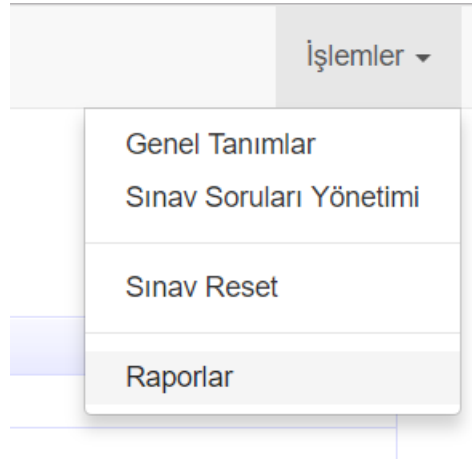 İşlemler
Genel Tanımlar
Sınav Soruları Yönetimi
Sınav Reset
Raporlar